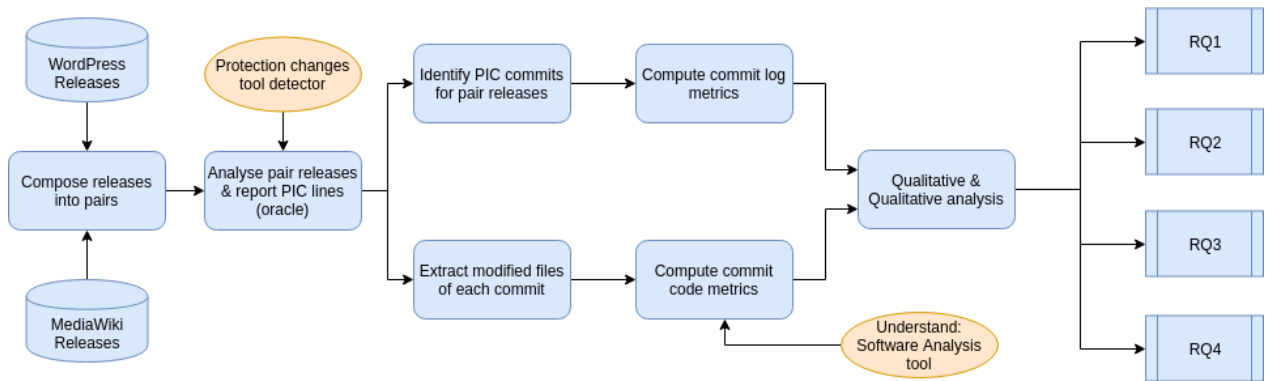 WordPress
Releases
Protection changes
tool detector
Identify PIC commits
for pair releases
Compute commit log
metrics
RQ1
Compose releases
into pairs
Analyse pair releases
& report PIC lines
(oracle)
Qualitative &
Qualitative analysis
RQ2
RQ3
Extract modified files
of each commit
Compute commit
code metrics
MediaWiki
Releases
Understand:
Software Analysis
tool
RQ4